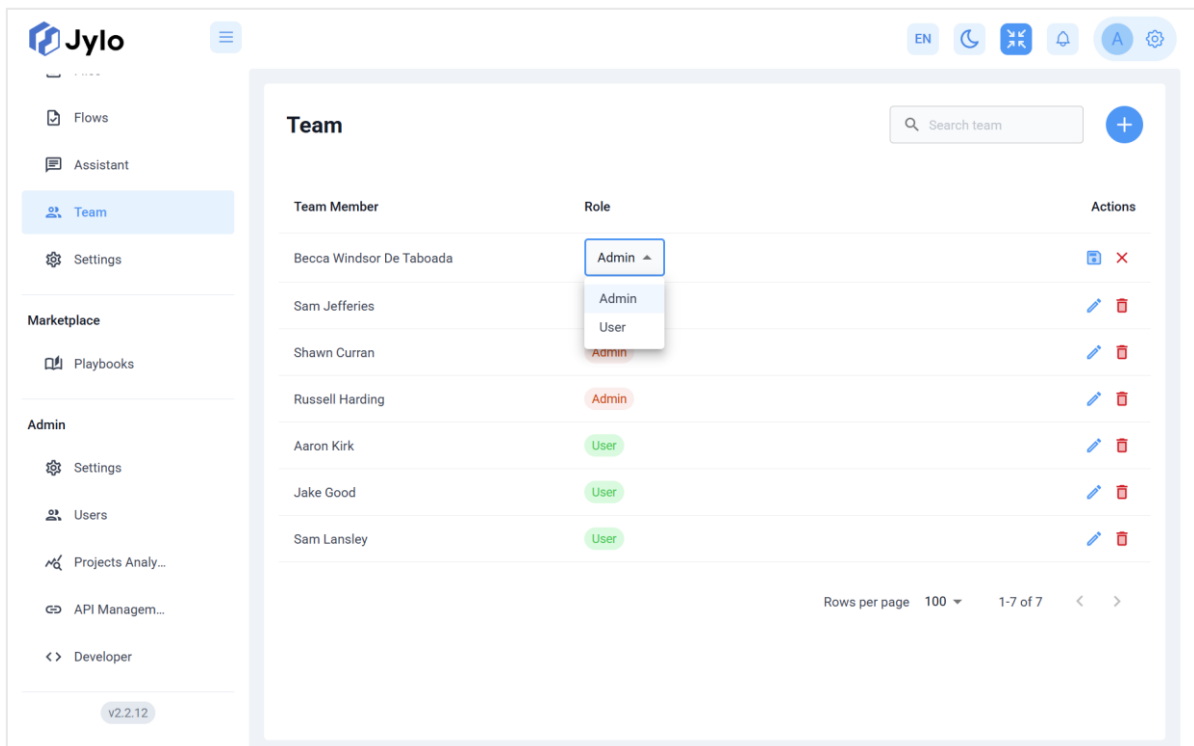 Jylo
EN
A
Flows
Assistant
Team
Settings
Marketplace
Playbooks
Admin
Settings
Users
Projects Analy...
API Managem...
Developer
v2.2.12
Team
Search team
Team Member Role Actions
Becca Windsor De Taboada Admin
Admin
User
Sam Jefferies
Shawn Curran Admin
Russell Harding Admin
Aaron Kirk User
Jake Good User
Sam Lansley User
Rows per page 100 1-7 of 7